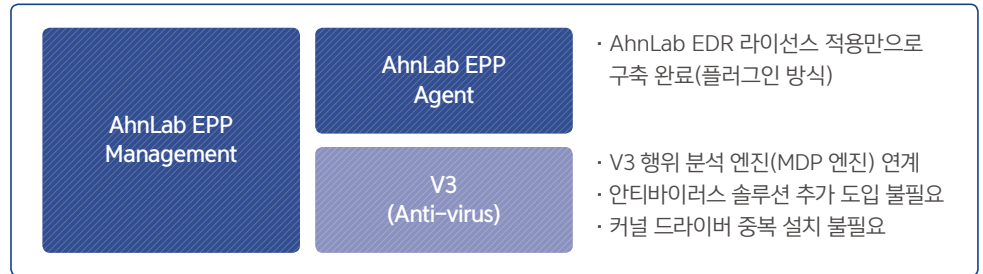 AhnLab EPP
Management
AhnLab EPP
Agent
V3
(Anti-virus)
· AhnLab EDR 라이선스 적용만으로
구축 완료(플러그인 방식)
· V3 행위 분석 엔진(MDP 엔진) 연계
· 안티바이러스 솔루션 추가 도입 불필요
· 커널 드라이버 중복 설치 불필요